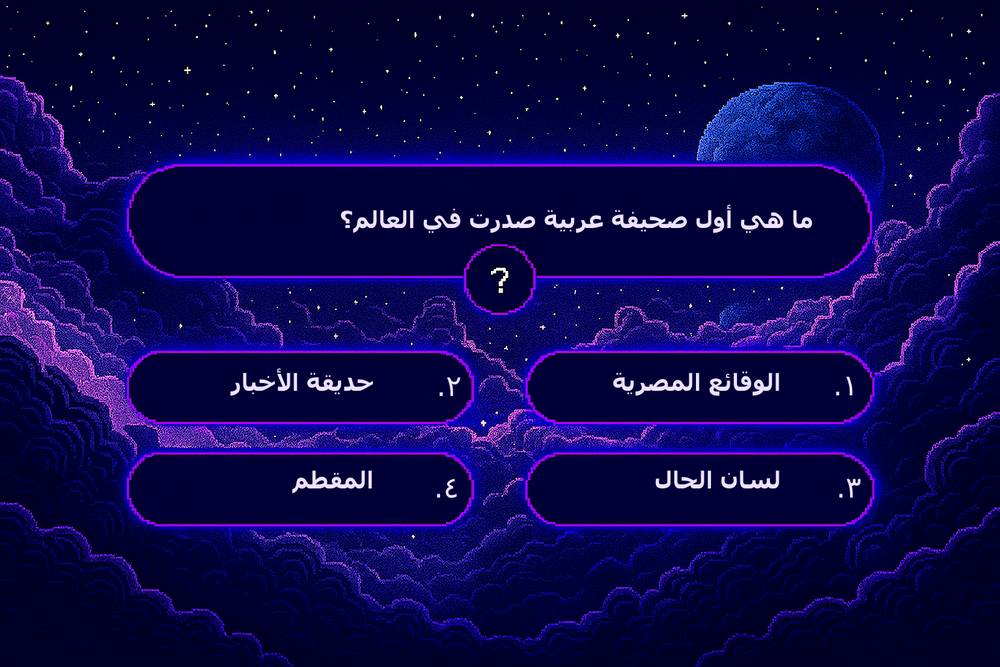 ما هي أول صحيفة عربية صدرت في العالم؟
?
١. الوقائع المصرية
٢. حديقة الأخبار
٣. لسان الحال
٤. المقطم